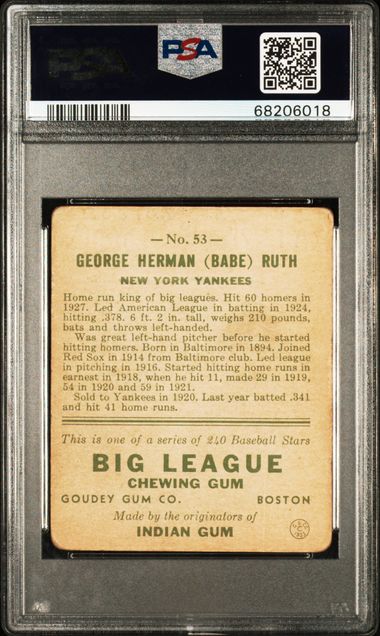 PSA
68206018
— No. 53 —
GEORGE HERMAN (BABE) RUTH
NEW YORK YANKEES
Home run king of big leagues. Hit 60 homers in
1927. Led American League in batting in 1924,
hitting .378. 6 ft. 2 in. tall, weighs 210 pounds,
bats and throws left-handed.
Was great left-hand pitcher before he started
hitting homers. Born in Baltimore in 1894. Joined
Red Sox in 1914 from Baltimore club. Led league
in pitching in 1916. Started hitting home runs in
earnest in 1918, when he hit 11, made 29 in 1919,
54 in 1920 and 59 in 1921.
Sold to Yankees in 1920. Last year batted .341
and hit 41 home runs.
This is one of a series of 240 Baseball Stars
BIG LEAGUE
CHEWING GUM
GOUDEY GUM CO. BOSTON
Made by the originators of
INDIAN GUM